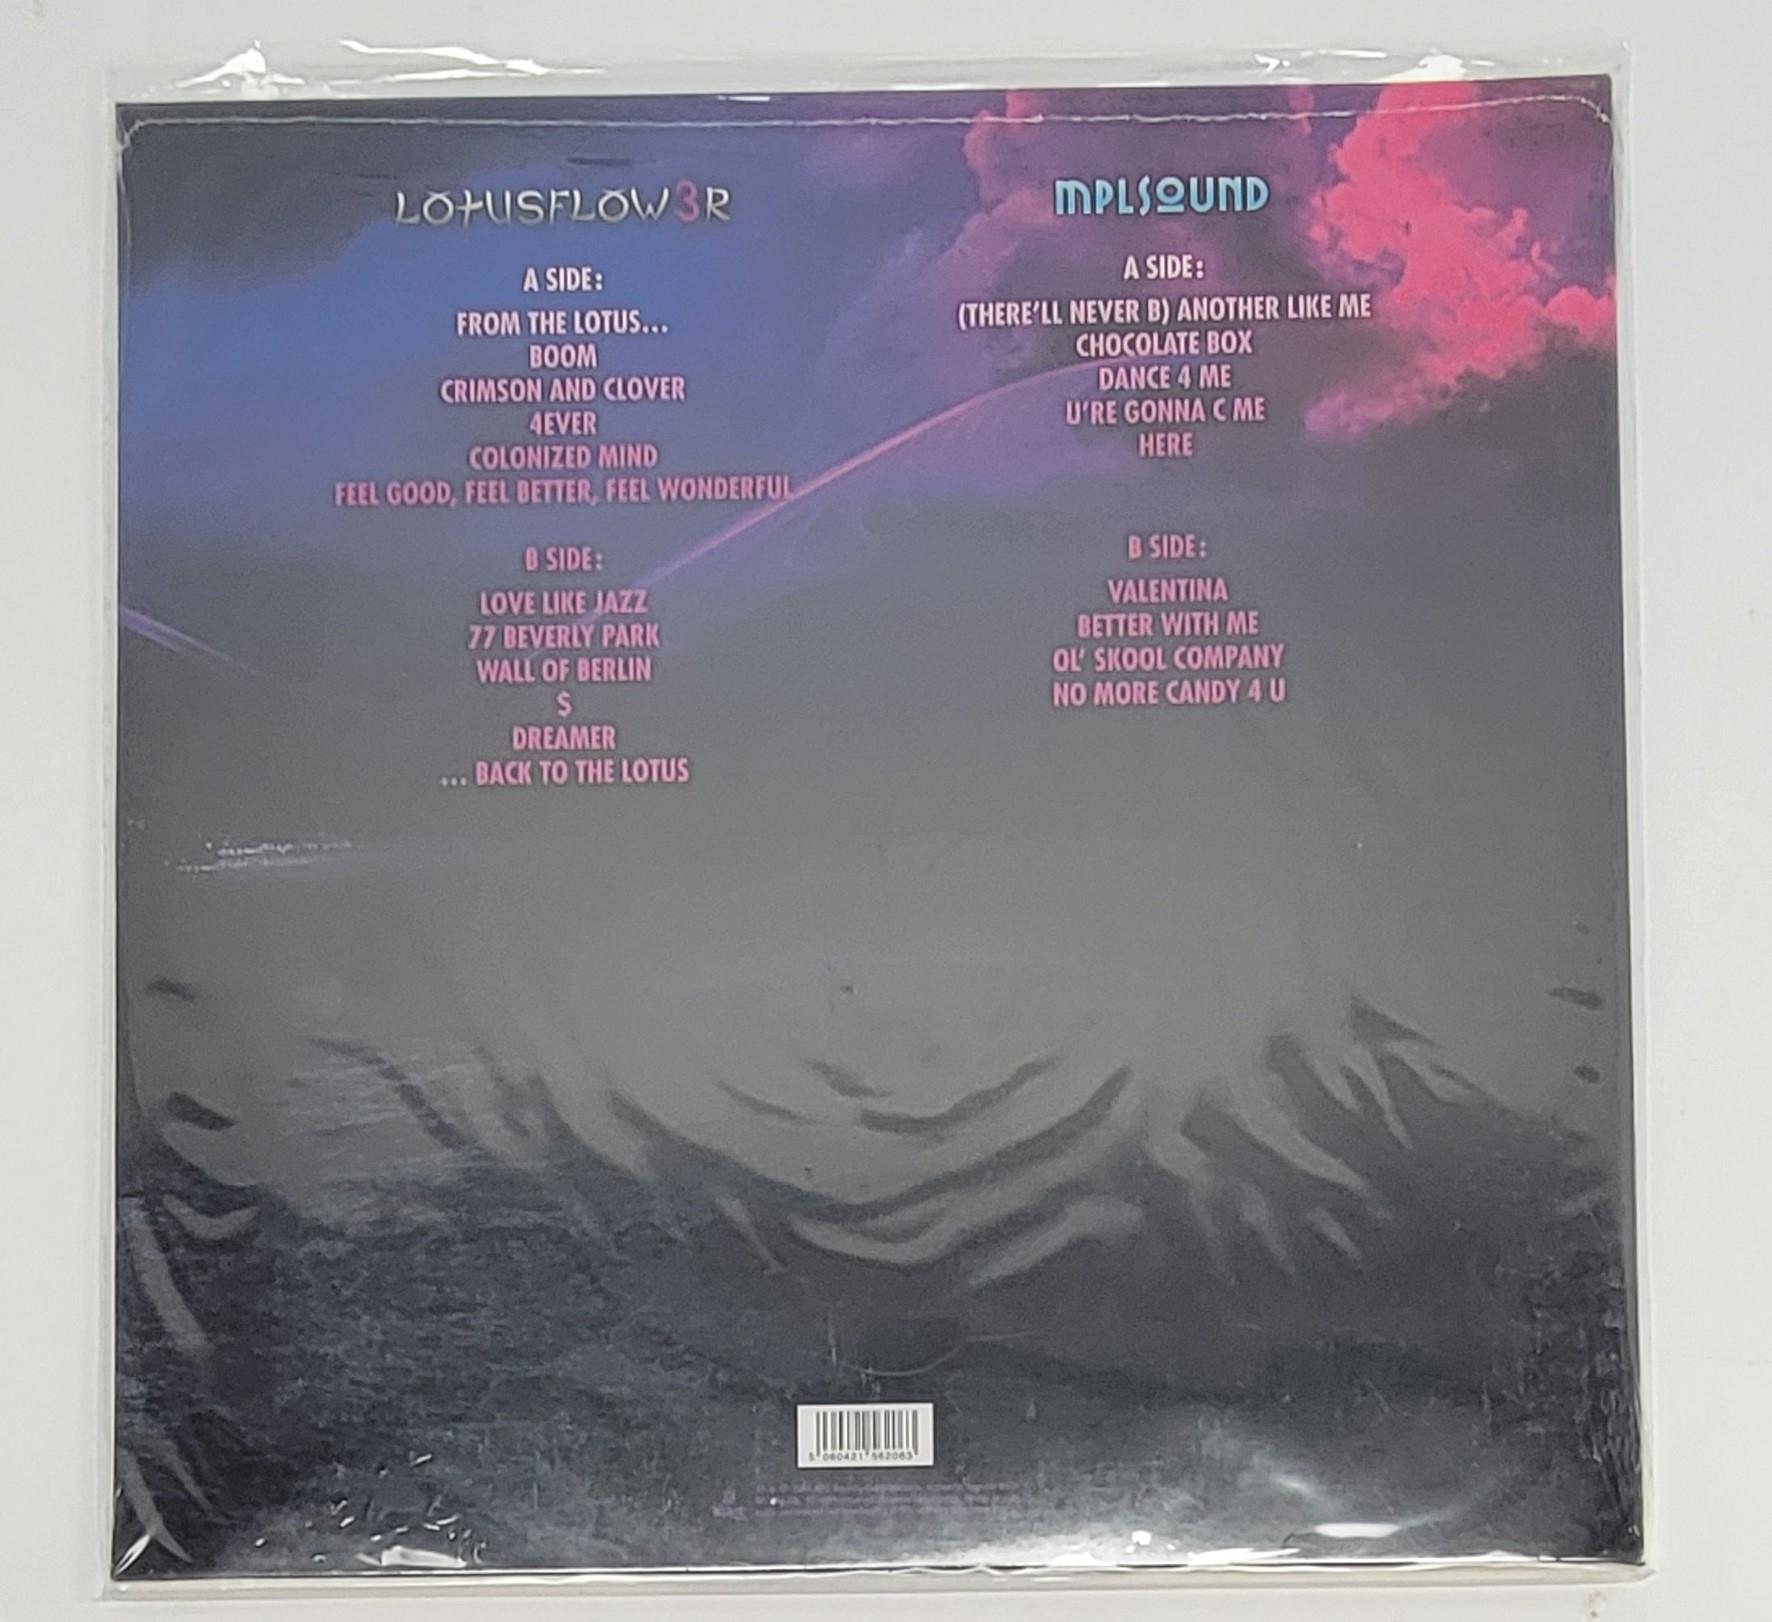 LOTUSFLOW3R
A SIDE:
FROM THE LOTUS...
BOOM
CRIMSON AND CLOVER
4EVER
COLONIZED MIND
FEEL GOOD, FEEL BETTER, FEEL WONDERFUL
B SIDE:
LOVE LIKE JAZZ
77 BEVERLY PARK
WALL OF BERLIN
$
DREAMER
... BACK TO THE LOTUS
MPLSOUND
A SIDE:
(THERE'LL NEVER B) ANOTHER LIKE ME
CHOCOLATE BOX
DANCE 4 ME
U'RE GONNA C ME
HERE
B SIDE:
VALENTINA
BETTER WITH ME
OL' SKOOL COMPANY
NO MORE CANDY 4 U
5 060421 562063